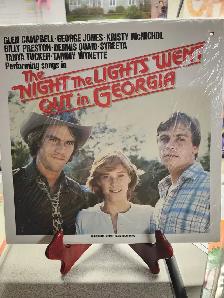 GLEN CAMPBELL·GEORGE JONES·KRISTY McNICHOL
BILLY PRESTON·DENNIS QUAID·SYREETA
TANYA TUCKER·TAMMY WYNETTE
Performing songs in
The
"NIGHT The LIGHTS WENT
OUT in GEORGIA